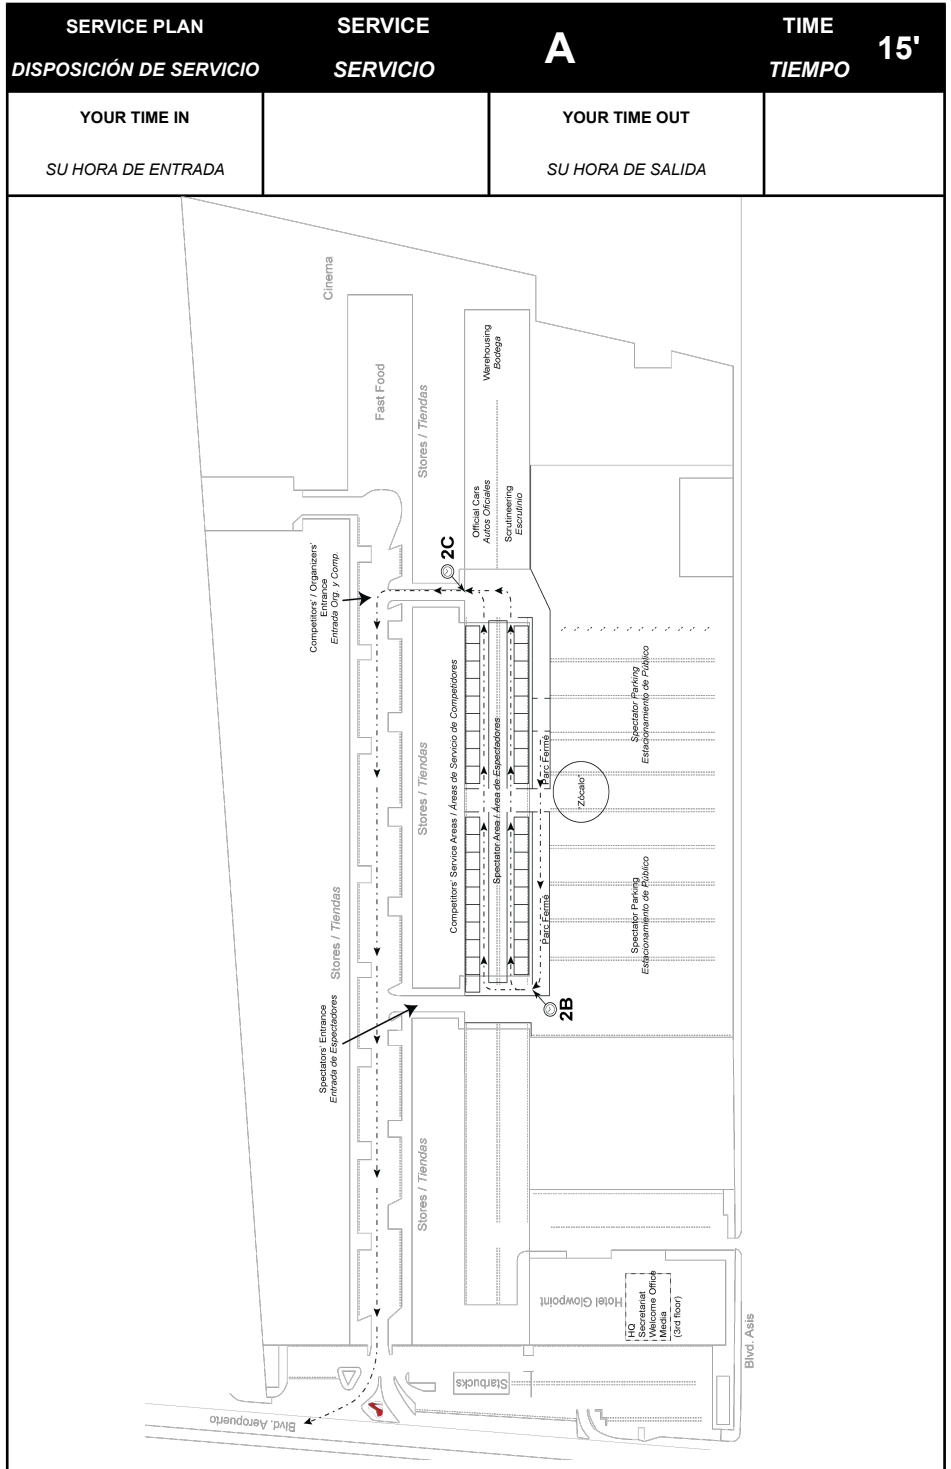 SERVICE PLAN
DISPOSICIÓN DE SERVICIO
SERVICE
SERVICIO
A
TIME
TIEMPO
15'
YOUR TIME IN
SU HORA DE ENTRADA
YOUR TIME OUT
SU HORA DE SALIDA
Cinema
Fast Food
Stores / Tiendas
Warehousing
Bodega
Official Cars
Autos Oficiales
Scrutineering
Escrutinio
2C
Competitors' / Organizers'
Entrance
Entrada Org. y Comp.
Stores / Tiendas
Competitors' Service Areas / Áreas de Servicio de Competidores
Spectator Area / Área de Espectadores
Parc Fermé
Parc Fermé
"Zócalo"
Spectator Parking
Estacionamiento de Público
Spectator Parking
Estacionamiento de Público
Stores / Tiendas
Spectators' Entrance
Entrada de Espectadores
2B
Stores / Tiendas
Hotel Glowpoint
HQ
Secretariat
Welcome Office
Media
(3rd floor)
Blvd. Asis
Starbucks
Blvd. Aeropuerto